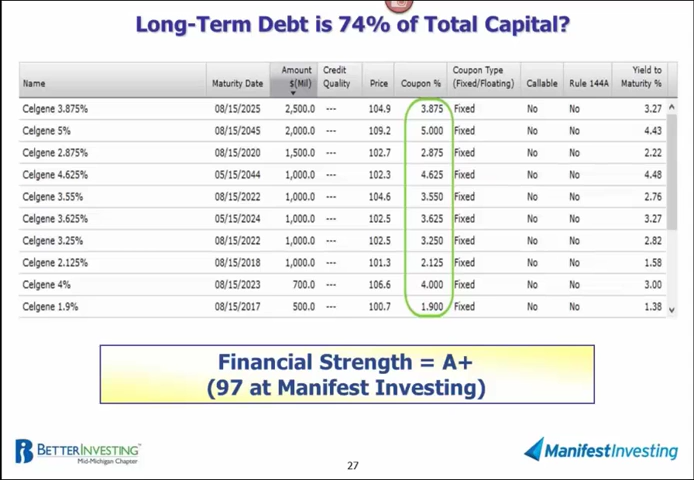 Long-Term Debt is 74% of Total Capital?
Name Maturity Date Amount $(Mil) Credit Quality Price Coupon % Coupon Type (Fixed/Floating) Callable Rule 144A Yield to Maturity %
Celgene 3.875% 08/15/2025 2,500.0 --- 104.9 3.875 Fixed No No 3.27
Celgene 5% 08/15/2045 2,000.0 --- 109.2 5.000 Fixed No No 4.43
Celgene 2.875% 08/15/2020 1,500.0 --- 102.7 2.875 Fixed No No 2.22
Celgene 4.625% 05/15/2044 1,000.0 --- 102.3 4.625 Fixed No No 4.48
Celgene 3.55% 08/15/2022 1,000.0 --- 104.6 3.550 Fixed No No 2.76
Celgene 3.625% 05/15/2024 1,000.0 --- 102.5 3.625 Fixed No No 3.27
Celgene 3.25% 08/15/2022 1,000.0 --- 102.5 3.250 Fixed No No 2.82
Celgene 2.125% 08/15/2018 1,000.0 --- 101.3 2.125 Fixed No No 1.58
Celgene 4% 08/15/2023 700.0 --- 106.6 4.000 Fixed No No 3.00
Celgene 1.9% 08/15/2017 500.0 --- 100.7 1.900 Fixed No No 1.38
Financial Strength = A+
(97 at Manifest Investing)
BETTERINVESTING™
Mid-Michigan Chapter
27
ManifestInvesting